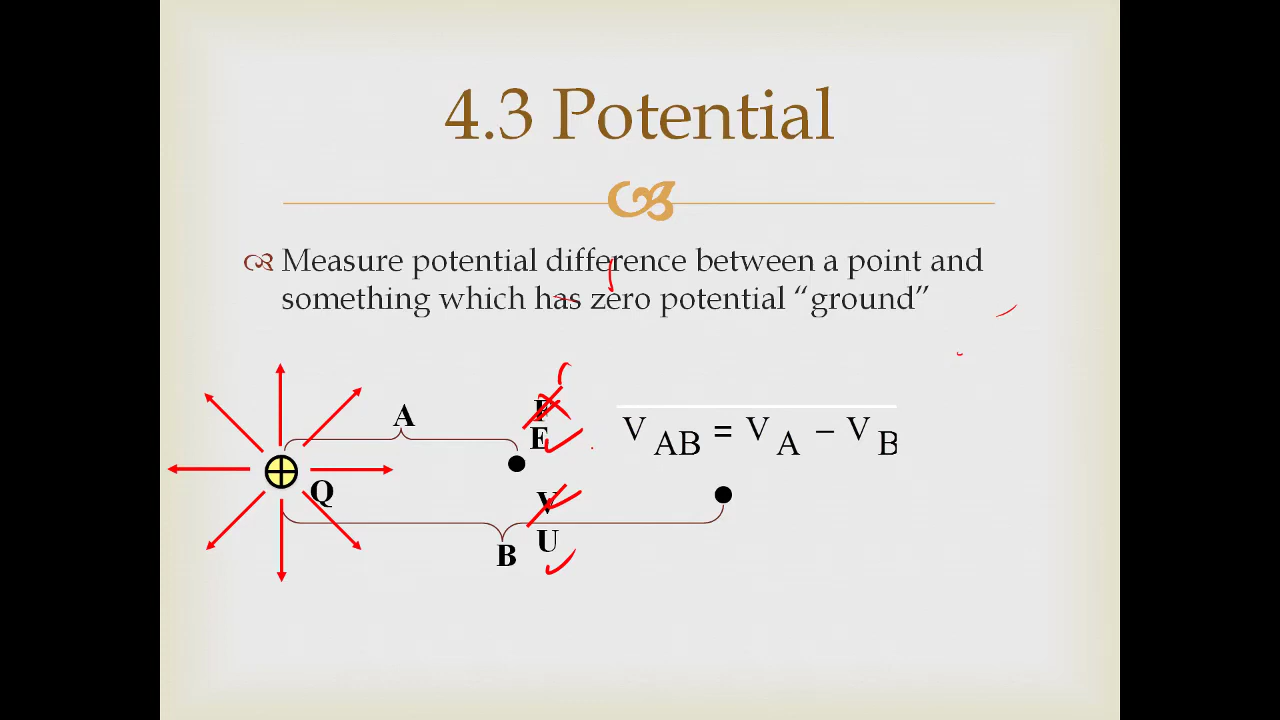 4.3 Potential
Measure potential difference between a point and
something which has zero potential “ground”
A
F
E
V AB = V A − V B
Q
V
U
B